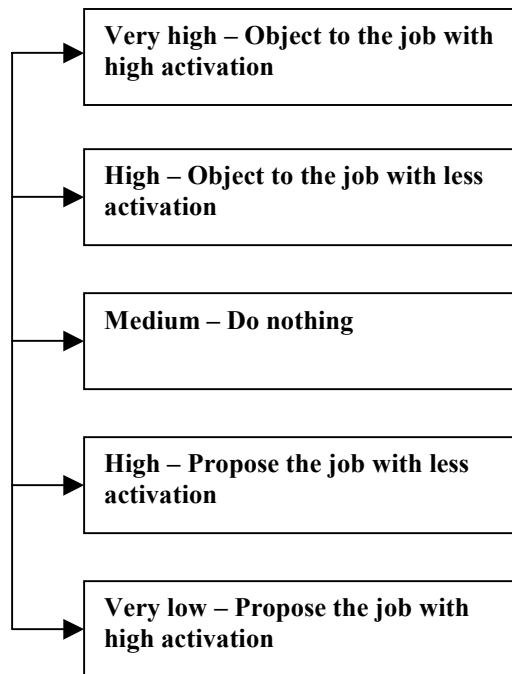 Very high – Object to the job with
high activation
High – Object to the job with less
activation
Medium – Do nothing
High – Propose the job with less
activation
Very low – Propose the job with
high activation